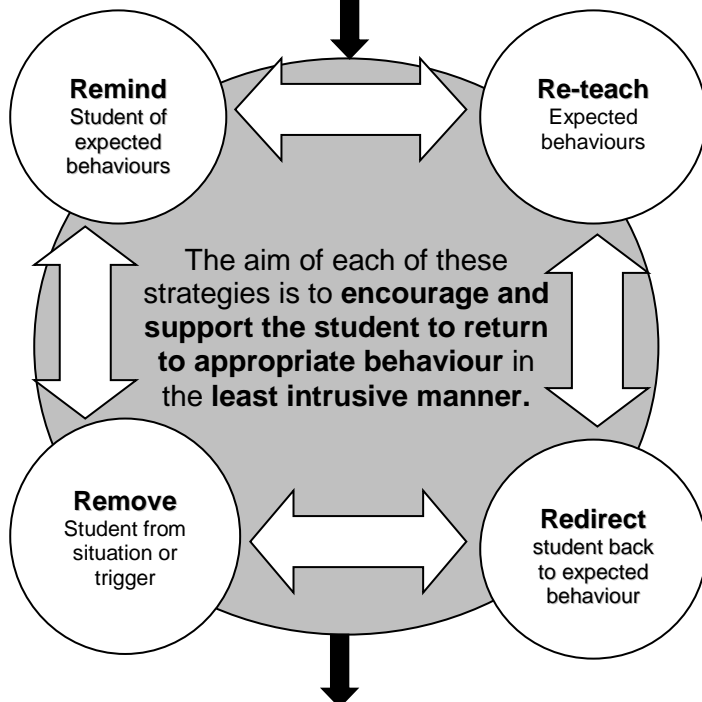 Remind
Student of
expected
behaviours
Re-teach
Expected
behaviours
The aim of each of these
strategies is to encourage and
support the student to return
to appropriate behaviour in
the least intrusive manner.
Remove
Student from
situation or
trigger
Redirect
student back
to expected
behaviour